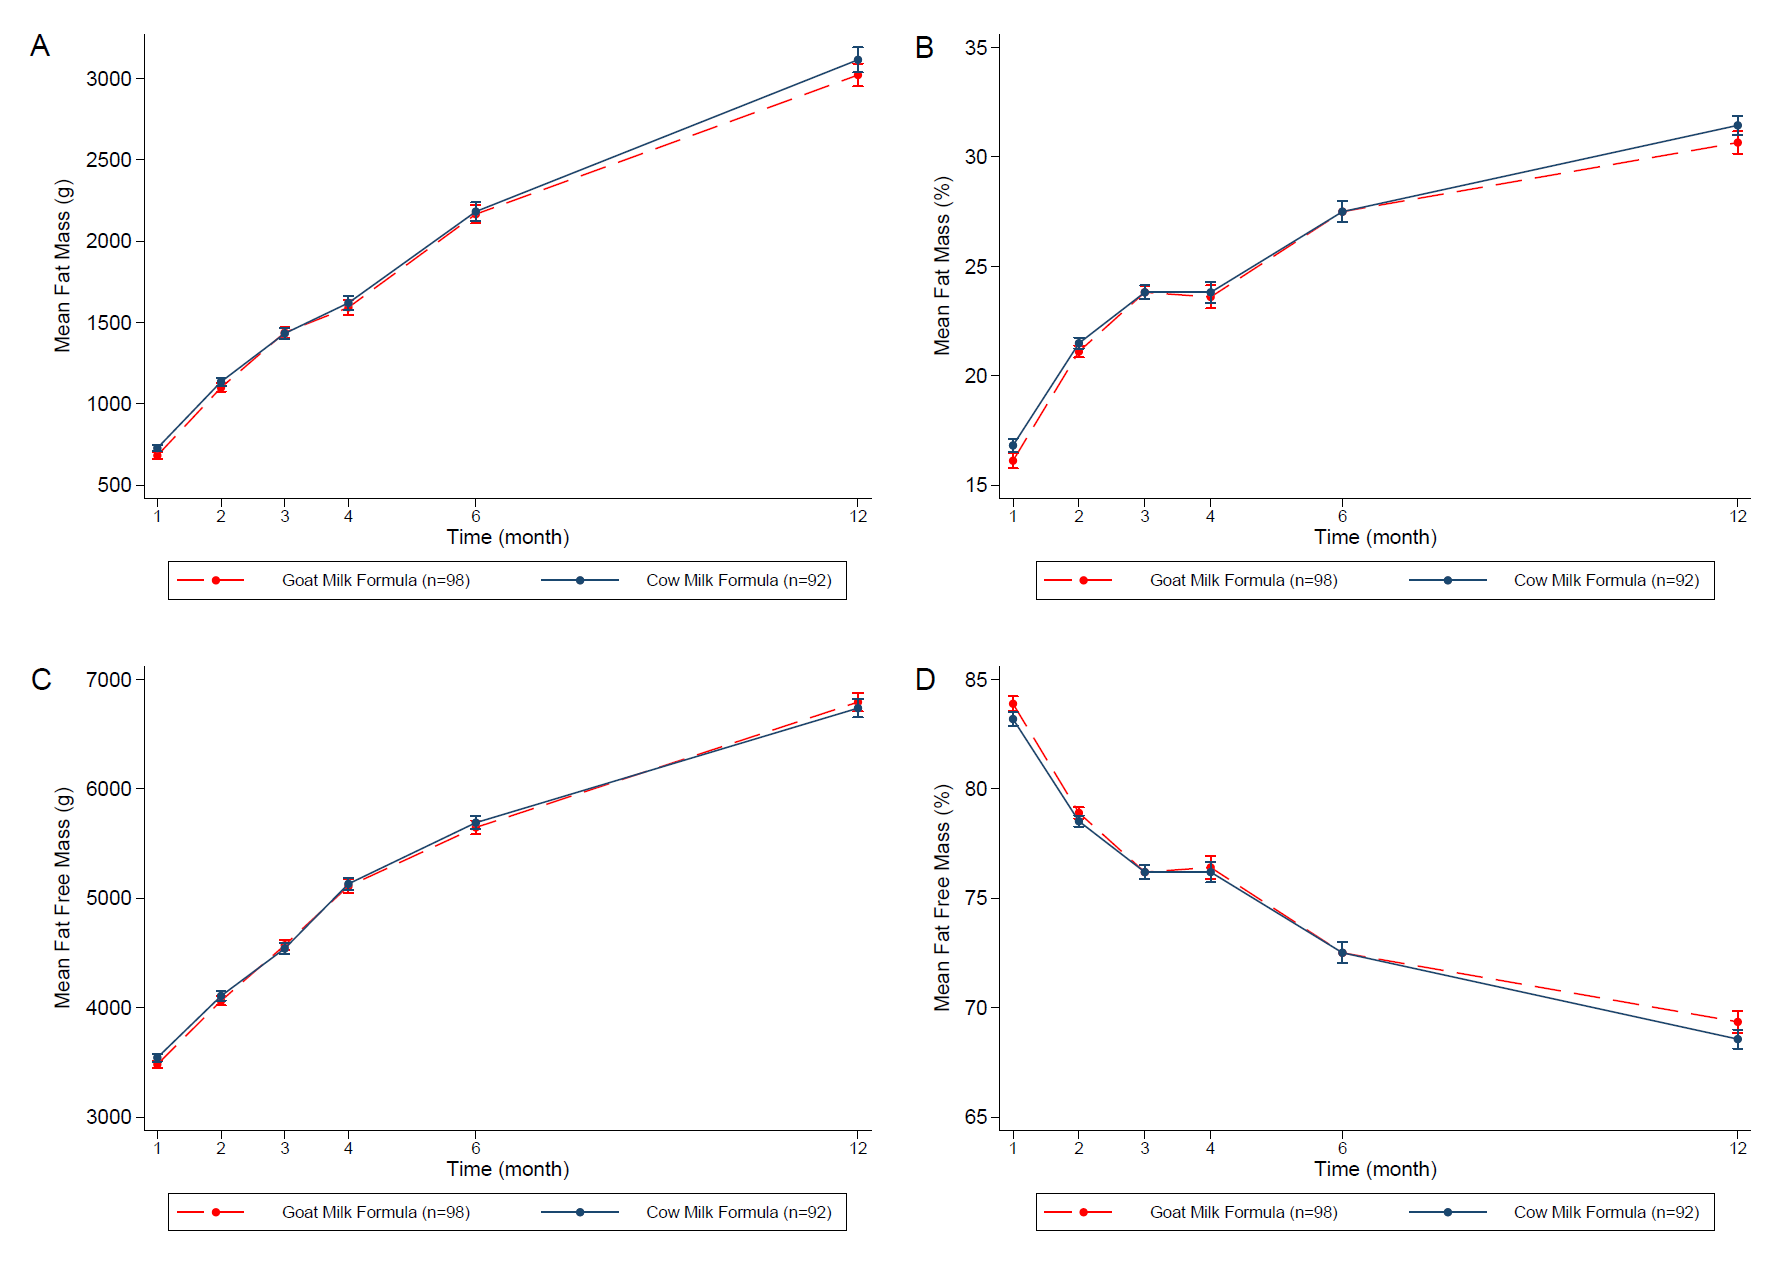 A
Mean Fat Mass (g)
3000
2500
2000
1500
1000
500
1 2 3 4 6 12
Time (month)
Goat Milk Formula (n=98) Cow Milk Formula (n=92)
B
Mean Fat Mass (%)
35
30
25
20
15
1 2 3 4 6 12
Time (month)
Goat Milk Formula (n=98) Cow Milk Formula (n=92)
C
Mean Fat Free Mass (g)
7000
6000
5000
4000
3000
1 2 3 4 6 12
Time (month)
Goat Milk Formula (n=98) Cow Milk Formula (n=92)
D
Mean Fat Free Mass (%)
85
80
75
70
65
1 2 3 4 6 12
Time (month)
Goat Milk Formula (n=98) Cow Milk Formula (n=92)